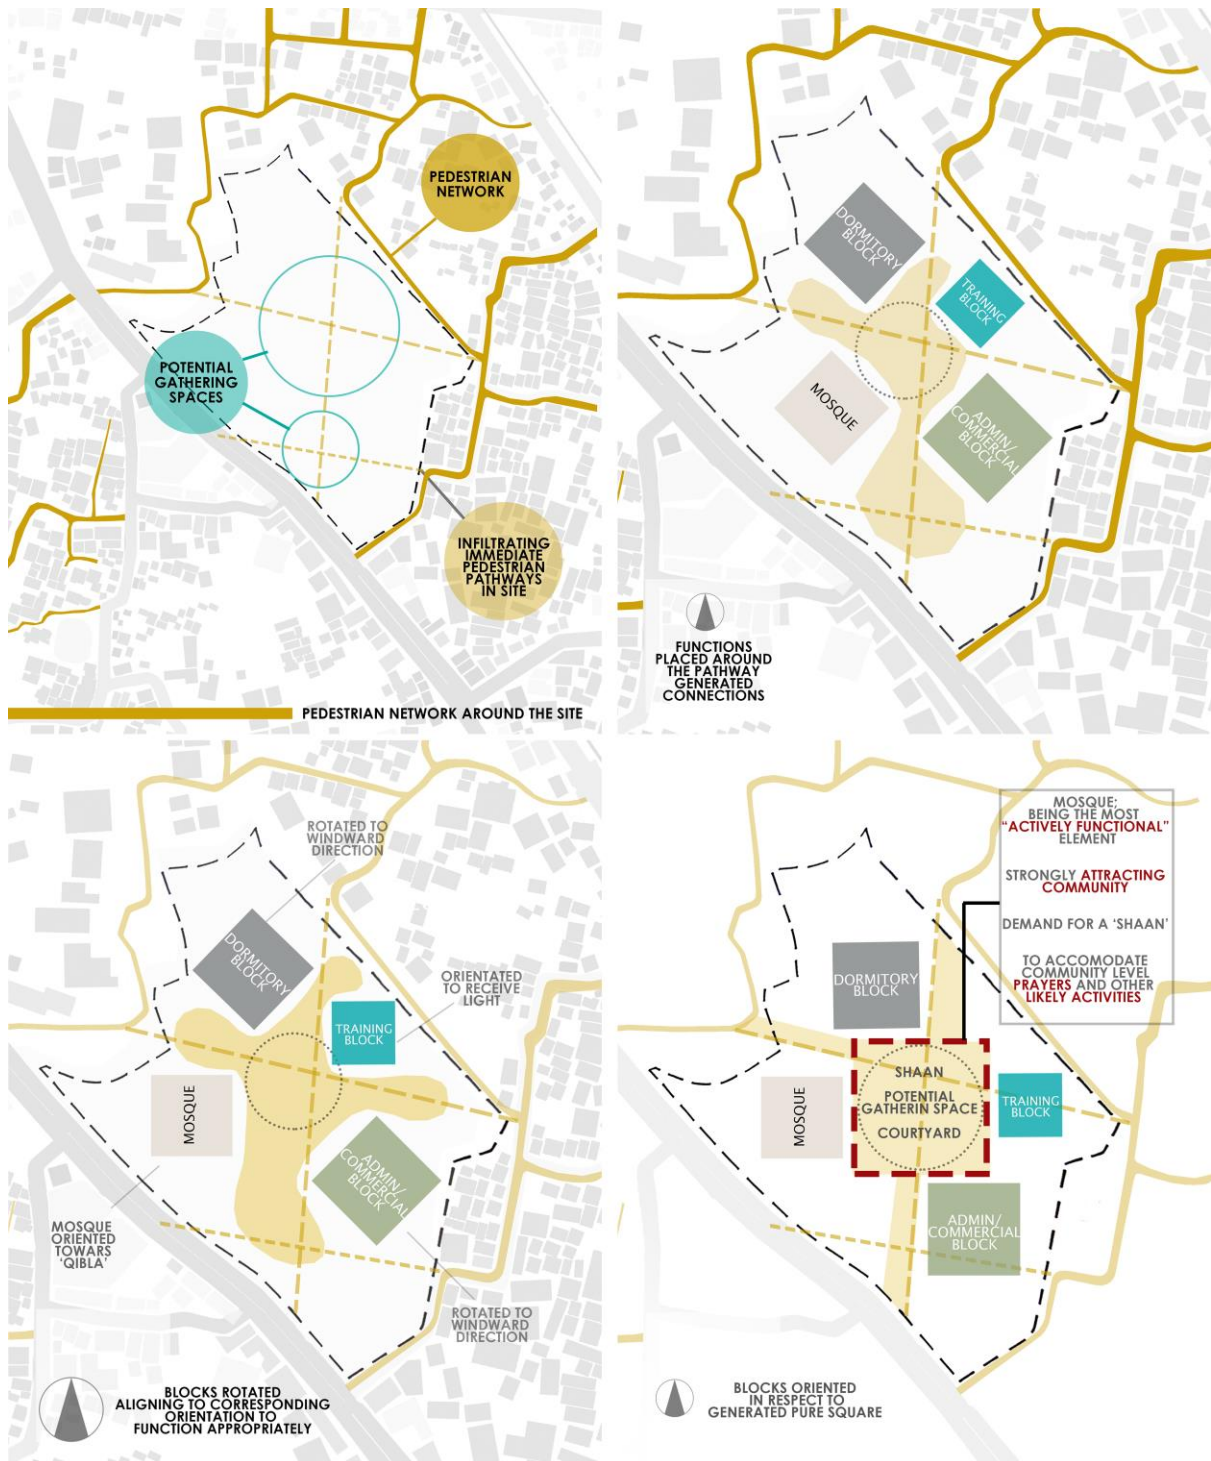 PEDESTRIAN
NETWORK
POTENTIAL
GATHERING
SPACES
INFILTRATING
IMMEDIATE
PEDESTRIAN
PATHWAYS
IN SITE
PEDESTRIAN NETWORK AROUND THE SITE
DORMITORY
BLOCK
TRAINING
BLOCK
MOSQUE
ADMIN/
COMMERCIAL
BLOCK
FUNCTIONS
PLACED AROUND
THE PATHWAY
GENERATED
CONNECTIONS
ROTATED TO
WINDWARD
DIRECTION
DORMITORY
BLOCK
ORIENTATED
TO RECEIVE
LIGHT
TRAINING
BLOCK
MOSQUE
ADMIN/
COMMERCIAL
BLOCK
MOSQUE
ORIENTED
TOWARS
'QIBLA'
ROTATED TO
WINDWARD
DIRECTION
BLOCKS ROTATED
ALIGNING TO CORRESPONDING
ORIENTATION TO
FUNCTION APPROPRIATELY
MOSQUE;
BEING THE MOST
"ACTIVELY FUNCTIONAL"
ELEMENT
STRONGLY ATTRACTING
COMMUNITY
DEMAND FOR A 'SHAAN'
TO ACCOMODATE
COMMUNITY LEVEL
PRAYERS AND OTHER
LIKELY ACTIVITIES
DORMITORY
BLOCK
SHAAN
POTENTIAL
GATHERIN SPACE
COURTYARD
MOSQUE
TRAINING
BLOCK
ADMIN/
COMMERCIAL
BLOCK
BLOCKS ORIENTED
IN RESPECT TO
GENERATED PURE SQUARE